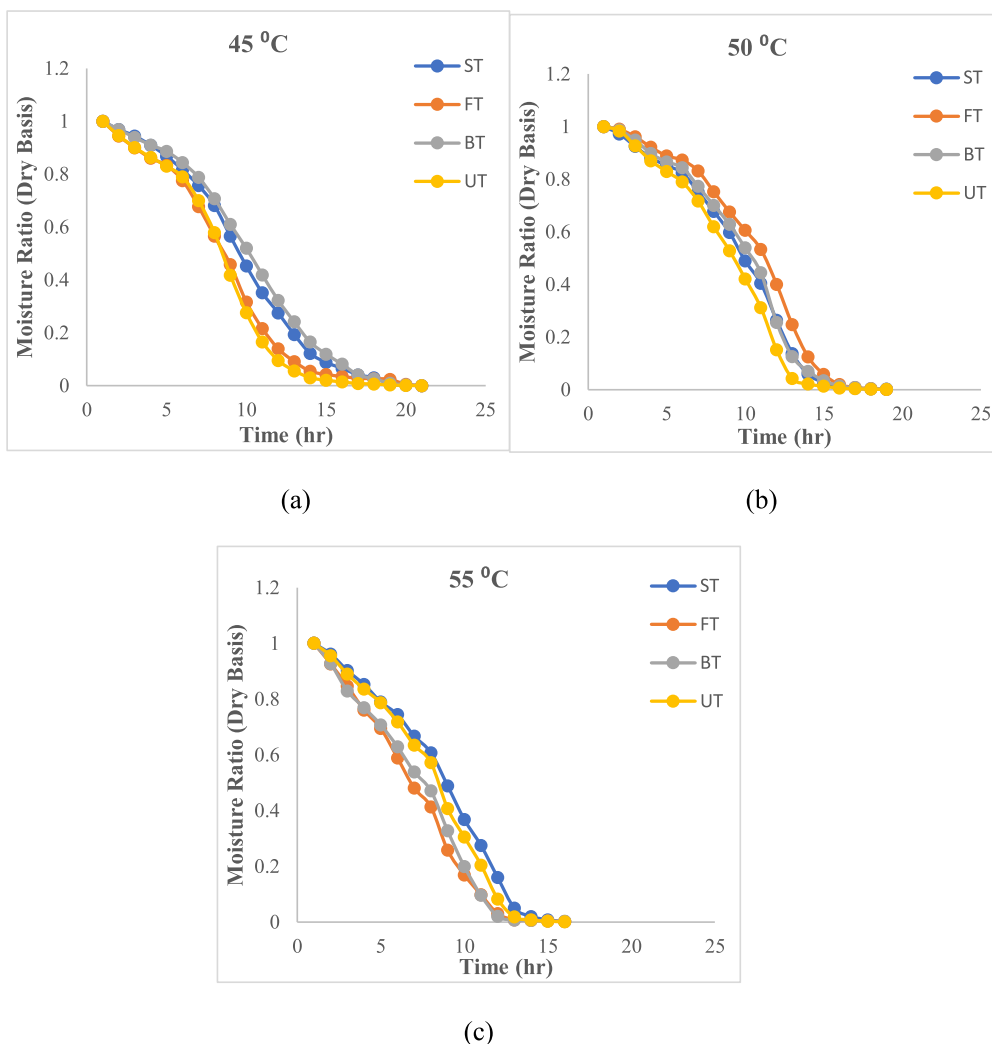 45 ⁰C
1.2
1
0.8
0.6
0.4
0.2
0
0 5 10 15 20 25
Moisture Ratio (Dry Basis)
Time (hr)
ST
FT
BT
UT
(a)
50 ⁰C
1.2
1
0.8
0.6
0.4
0.2
0
0 5 10 15 20 25
Moisture Ratio (Dry Basis)
Time (hr)
ST
FT
BT
UT
(b)
55 ⁰C
1.2
1
0.8
0.6
0.4
0.2
0
0 5 10 15 20 25
Moisture Ratio (Dry Basis)
Time (hr)
ST
FT
BT
UT
(c)